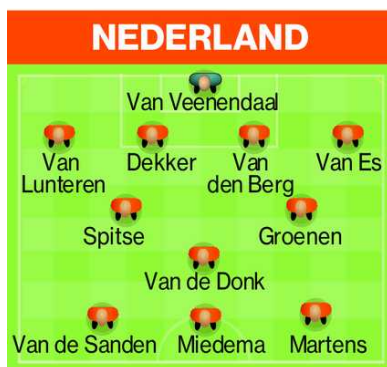 NEDERLAND
Van Veenendaal
Van Lunteren
Dekker
Van den Berg
Van Es
Spitse
Groenen
Van de Donk
Van de Sanden
Miedema
Martens